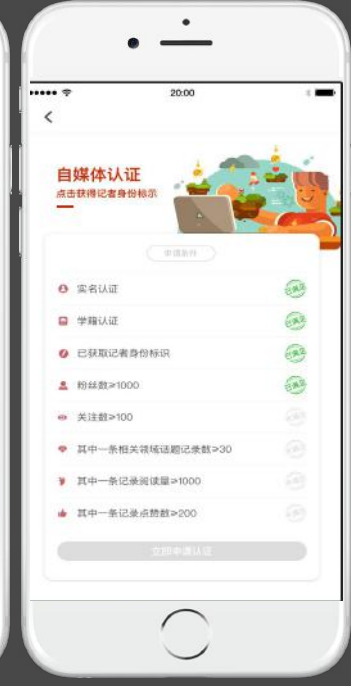 20:00
自媒体认证
点击获得记者身份标示
申请条件
实名认证
已满足
学籍认证
已满足
已获取记者身份标识
已满足
粉丝数≥1000
已满足
关注数≥100
其中一条相关领域话题记录数≥30
其中一条记录阅读量≥1000
其中一条记录点赞数≥200
立即申请认证